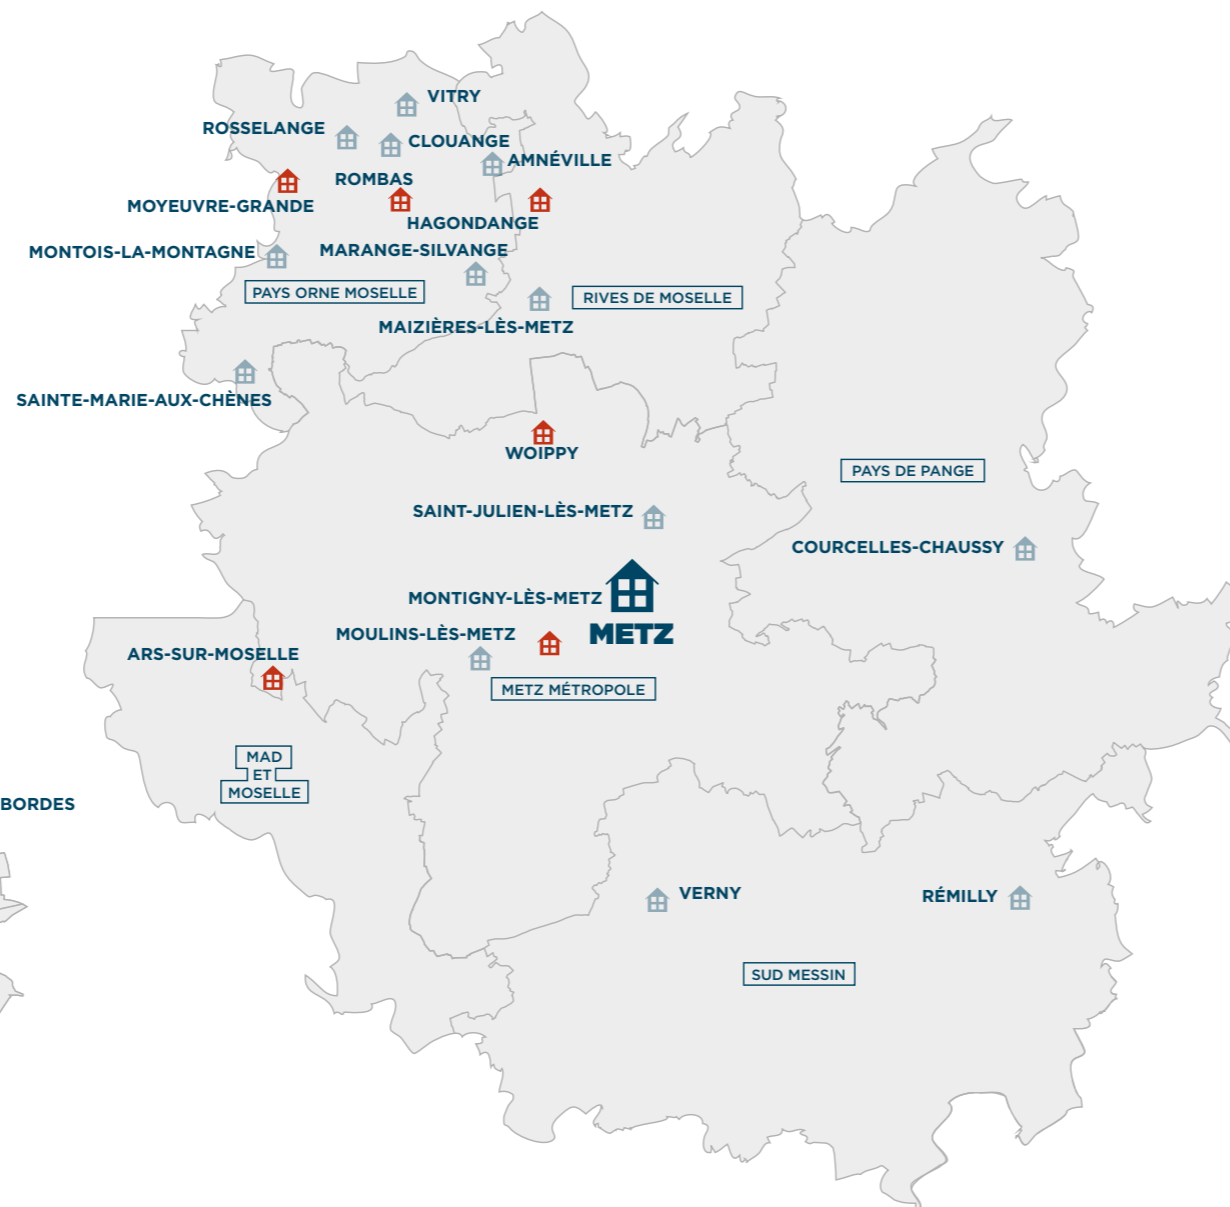 VITRY
ROSSELANGE
CLOUANGE
AMNÉVILLE
ROMBAS
MOYEUVRE-GRANDE
HAGONDANGE
MONTOIS-LA-MONTAGNE
MARANGE-SILVANGE
PAYS ORNE MOSELLE
RIVES DE MOSELLE
MAIZIÈRES-LÈS-METZ
SAINTE-MARIE-AUX-CHÈNES
WOIPPY
PAYS DE PANGE
SAINT-JULIEN-LÈS-METZ
COURCELLES-CHAUSSY
MONTIGNY-LÈS-METZ
METZ
MOULINS-LÈS-METZ
ARS-SUR-MOSELLE
METZ MÉTROPOLE
MAD
ET
MOSELLE
BORDES
VERNY
RÉMILLY
SUD MESSIN